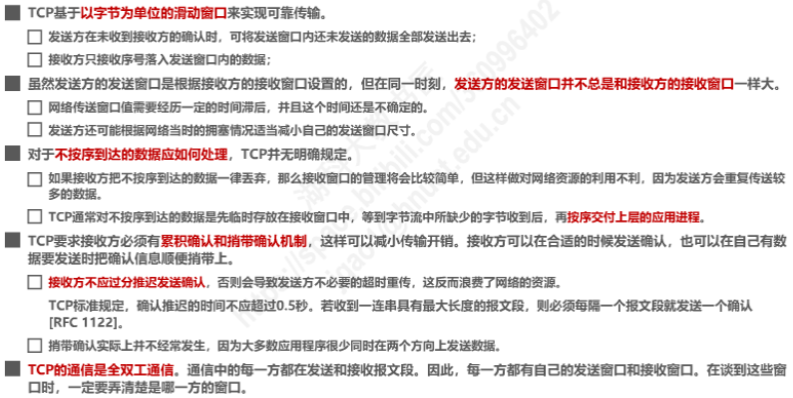 TCP基于以字节为单位的滑动窗口来实现可靠传输。
发送方在未收到接收方的确认时，可将发送窗口内还未发送的数据全部发送出去；
接收方只接收序号落入发送窗口内的数据；
虽然发送方的发送窗口是根据接收方的接收窗口设置的，但在同一时刻，发送方的发送窗口并不总是和接收方的接收窗口一样大。
网络传送窗口值需要经历一定的时间滞后，并且这个时间还是不确定的。
发送方还可能根据网络当时的拥塞情况适当减小自己的发送窗口尺寸。
对于不按序到达的数据应如何处理，TCP并无明确规定。
如果接收方把不按序到达的数据一律丢弃，那么接收窗口的管理将会比较简单，但这样做对网络资源的利用不利，因为发送方会重复传送较
多的数据。
TCP通常对不按序到达的数据是先临时存放在接收窗口中，等到字节流中所缺少的字节收到后，再按序交付上层的应用进程。
TCP要求接收方必须有累积确认和捎带确认机制，这样可以减小传输开销。接收方可以在合适的时候发送确认，也可以在自己有数
据要发送时把确认信息顺便捎带上。
接收方不应过分推迟发送确认，否则会导致发送方不必要的超时重传，这反而浪费了网络的资源。
TCP标准规定，确认推迟的时间不应超过0.5秒。若收到一连串具有最大长度的报文段，则必须每隔一个报文段就发送一个确认
[RFC 1122]。
捎带确认实际上并不经常发生，因为大多数应用程序很少同时在两个方向上发送数据。
TCP的通信是全双工通信。通信中的每一方都在发送和接收报文段。因此，每一方都有自己的发送窗口和接收窗口。在谈到这些窗
口时，一定要弄清楚是哪一方的窗口。